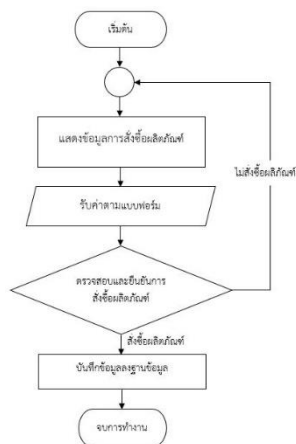 เริ่มต้น
แสดงข้อมูลการสั่งซื้อผลิตภัณฑ์
ไม่สั่งซื้อผลิภัณฑ์
รับค่าตามแบบฟอร์ม
ตรวจสอบและยืนยันการ
สั่งซื้อผลิตภัณฑ์
สั่งซื้อผลิตภัณฑ์
บันทึกข้อมูลลงฐานข้อมูล
จบการทำงาน